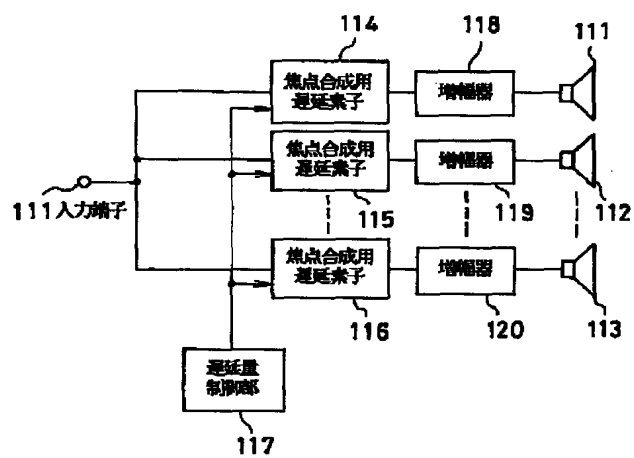 114
118
111
焦点合成用
遅延素子
増幅器
焦点合成用
遅延素子
増幅器
111入力端子
115
119
112
焦点合成用
遅延素子
増幅器
116
120
113
遅延量
制御部
117